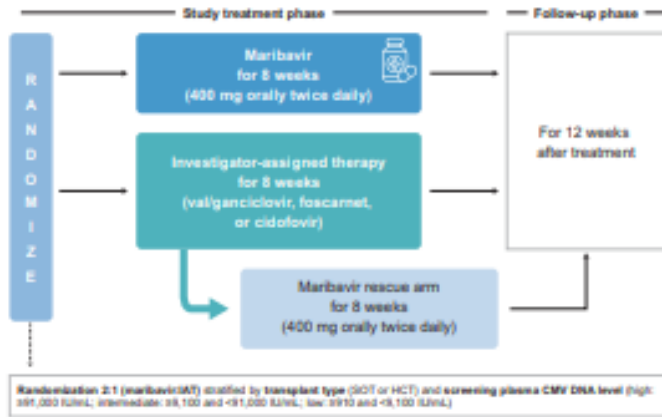 Study treatment phase
Follow-up phase
RANDOMIZE
Maribavir
for 8 weeks
(400 mg orally twice daily)
Investigator-assigned therapy
for 8 weeks
(val/ganciclovir, foscarnet,
or cidofovir)
Maribavir rescue arm
for 8 weeks
(400 mg orally twice daily)
For 12 weeks
after treatment
Randomization 2:1 (maribavir:IAT) stratified by transplant type (SOT or HCT) and screening plasma CMV DNA level (high:
≥91,000 IU/mL; intermediate: ≥9,100 and <91,000 IU/mL; low: ≥910 and <9,100 IU/mL)